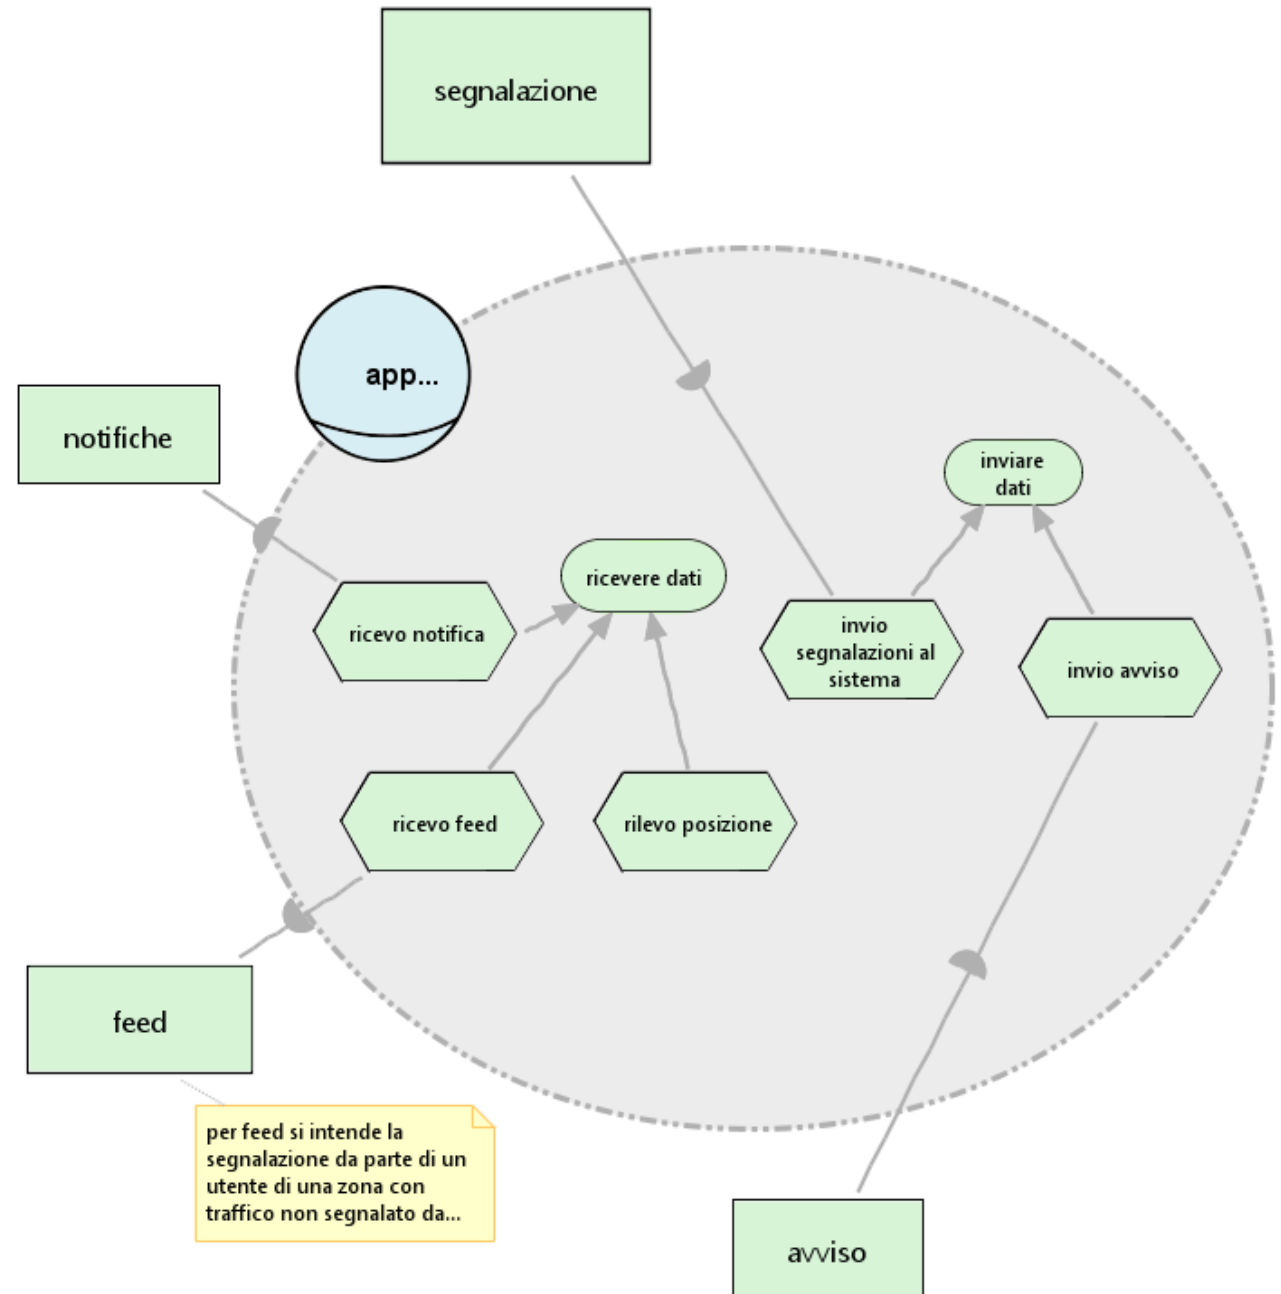 segnalazione
app...
notifiche
inviare
dati
ricevere dati
ricevo notifica
invio
segnalazioni al
sistema
invio avviso
ricevo feed
rilevo posizione
feed
per feed si intende la
segnalazione da parte di un
utente di una zona con
traffico non segnalato da...
avviso